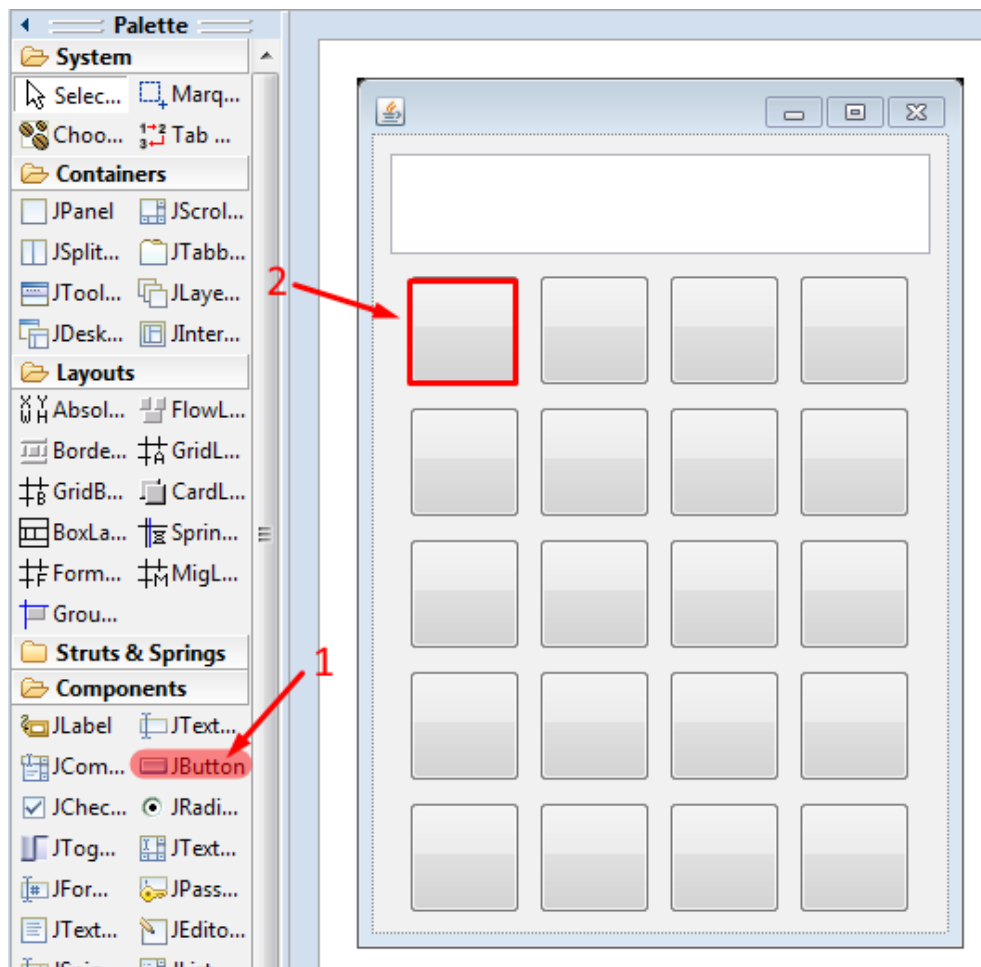 Palette
System
Selec... Marq...
Choo... Tab ...
Containers
JPanel JScrol...
JSplit... JTabb...
JTool... JLaye...
JDesk... JInter...
Layouts
Absol... FlowL...
Borde... GridL...
GridB... CardL...
BoxLa... Sprin...
Form... MigL...
Grou...
Struts & Springs
Components
JLabel JText...
JCom... JButton
JChec... JRadi...
JTog... JText...
JFor... JPass...
JText... JEdito...
2
1